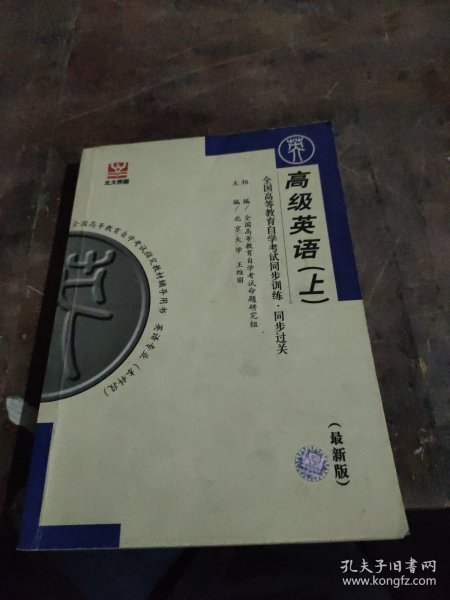 英
高级英语(上)
全国高等教育自学考试同步训练·同步过关
组编/全国高等教育自学考试命题研究组
主编/北京大学 王维丽
北大燕园
全国高等教育自学考试指定教材辅导用书 英语专业(本科段)
(最新版)
孔夫子旧书网
www.kongfz.com